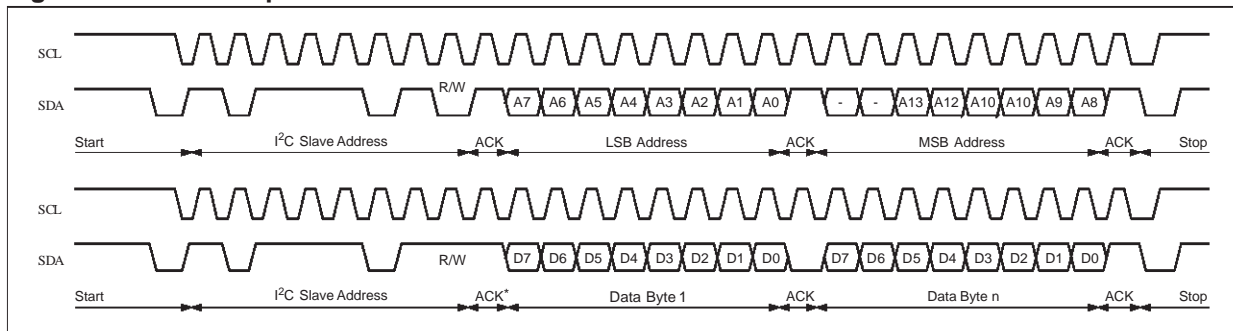 SCL
R/W
SDA A7 A6 A5 A4 A3 A2 A1 A0 - - A13 A12 A10 A10 A9 A8
Start I2C Slave Address ACK LSB Address ACK MSB Address ACK Stop
SCL
SDA R/W D7 D6 D5 D4 D3 D2 D1 D0 D7 D6 D5 D4 D3 D2 D1 D0
Start I2C Slave Address ACK* Data Byte 1 ACK Data Byte n ACK Stop